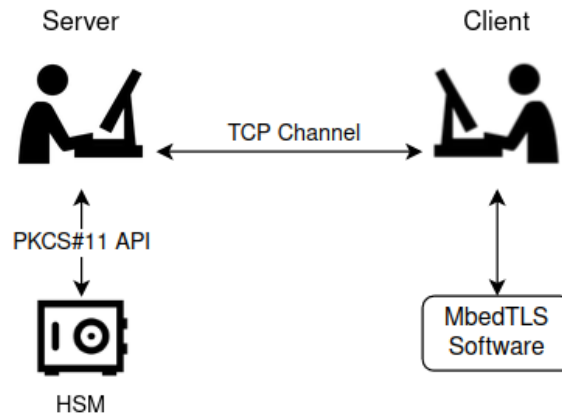 Server
Client
TCP Channel
PKCS#11 API
MbedTLS
Software
HSM